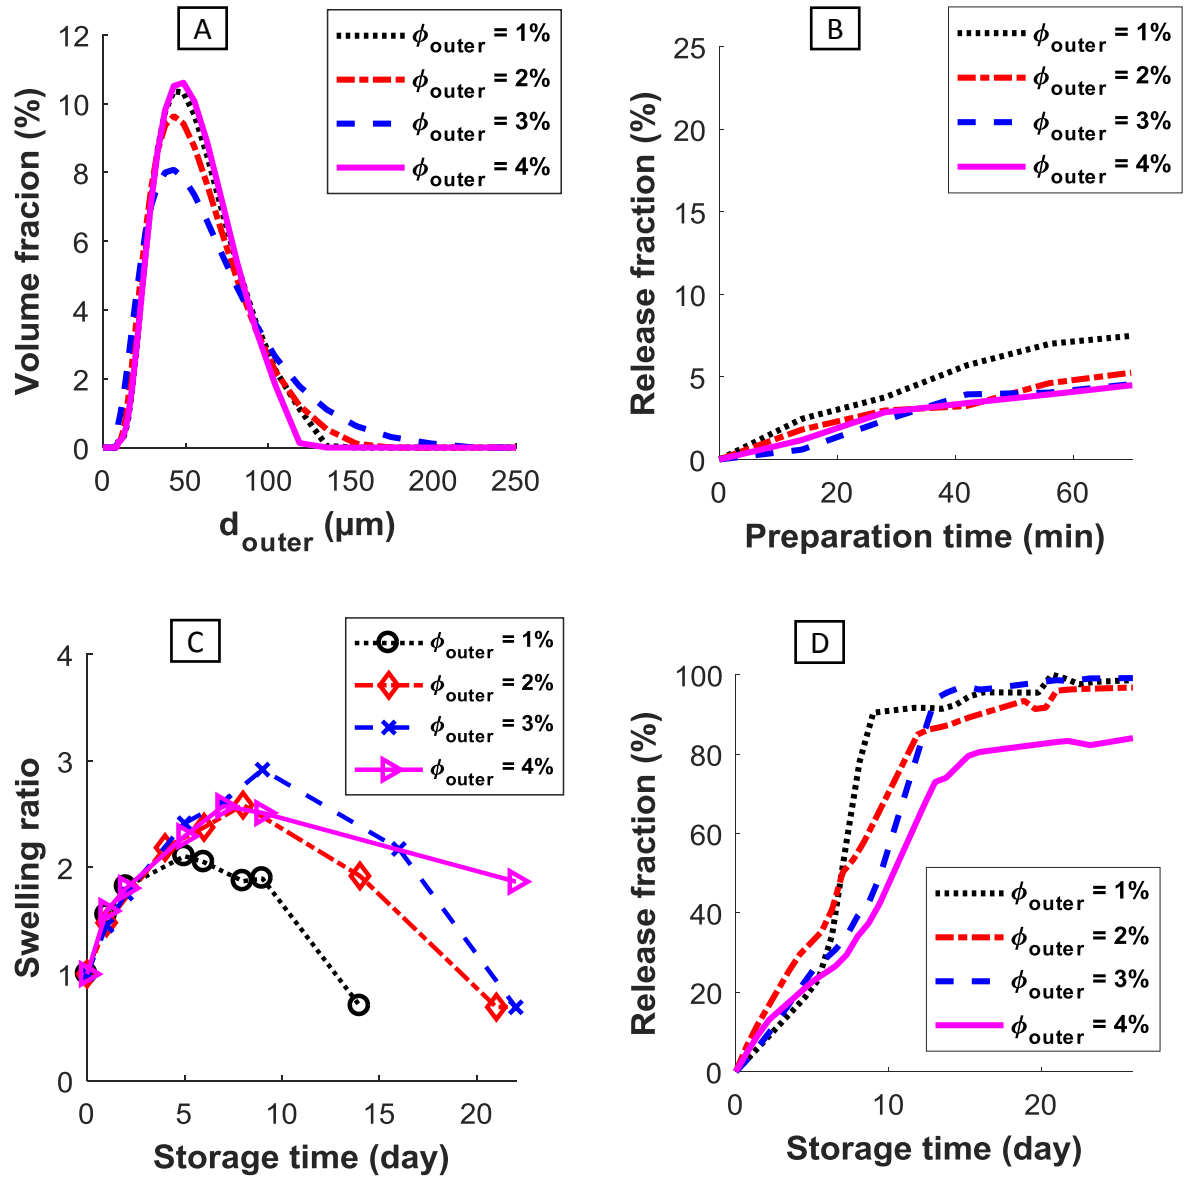 A
ϕouter = 1%
ϕouter = 2%
ϕouter = 3%
ϕouter = 4%
12
10
8
6
4
2
0
Volume fracion (%)
0 50 100 150 200 250
douter (μm)
B
ϕouter = 1%
ϕouter = 2%
ϕouter = 3%
ϕouter = 4%
25
20
15
10
5
0
Release fraction (%)
0 20 40 60
Preparation time (min)
C
ϕouter = 1%
ϕouter = 2%
ϕouter = 3%
ϕouter = 4%
4
3
2
1
0
Swelling ratio
0 5 10 15 20
Storage time (day)
D
100
80
60
40
20
0
Release fraction (%)
ϕouter = 1%
ϕouter = 2%
ϕouter = 3%
ϕouter = 4%
0 10 20
Storage time (day)